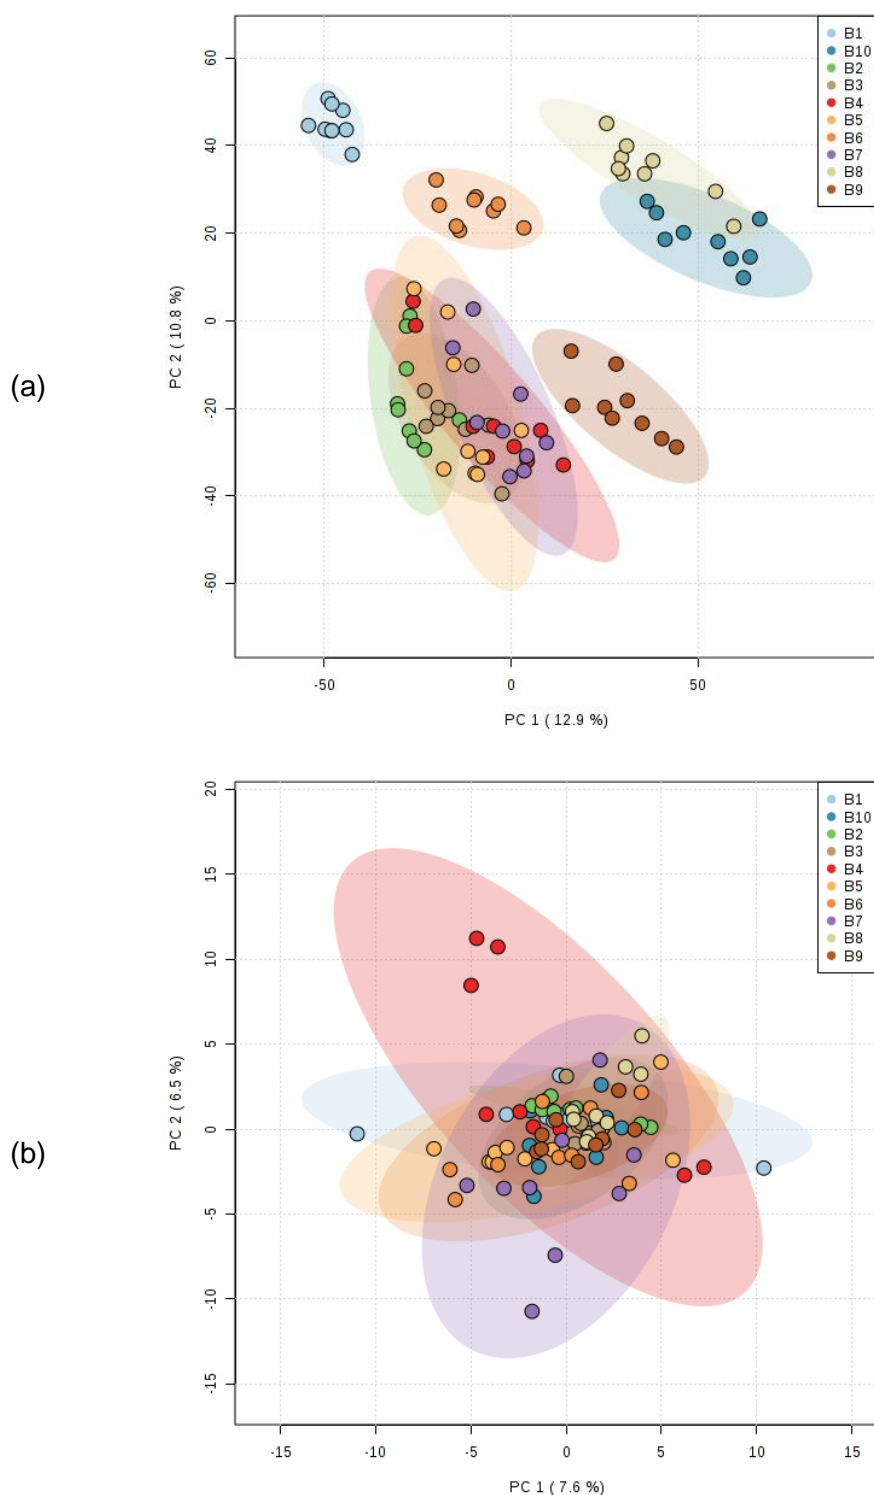 (a)
PC 2 ( 10.8 %)
60
40
20
0
-20
-40
-60
-50
0
50
PC 1 ( 12.9 %)
B1
B10
B2
B3
B4
B5
B6
B7
B8
B9
(b)
PC 2 ( 6.5 %)
20
15
10
5
0
-5
-10
-15
-15
-10
-5
0
5
10
15
PC 1 ( 7.6 %)
B1
B10
B2
B3
B4
B5
B6
B7
B8
B9